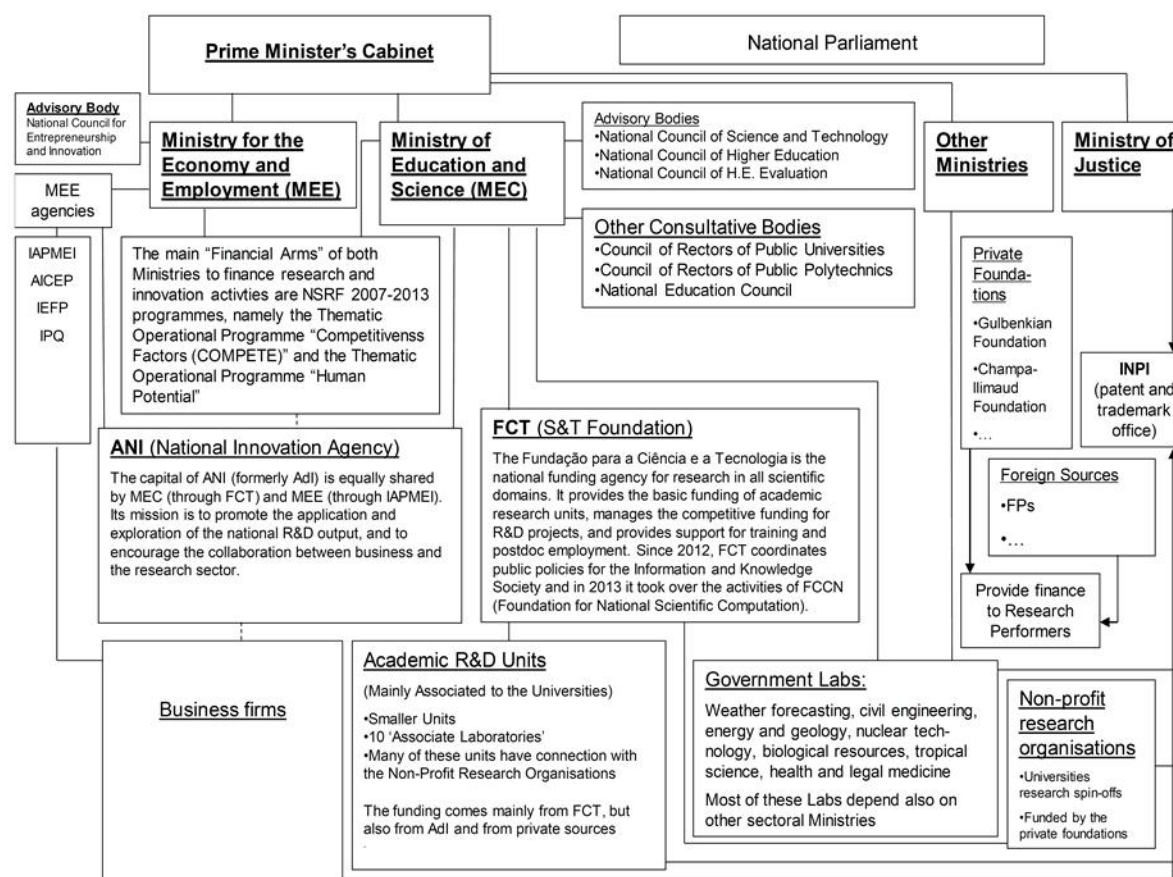 Prime Minister's Cabinet
National Parliament
Advisory Body
National Council for
Entrepreneurship
and Innovation
Ministry for the
Economy and
Employment (MEE)
Ministry of
Education and
Science (MEC)
Advisory Bodies
•National Council of Science and Technology
•National Council of Higher Education
•National Council of H.E. Evaluation
Other
Ministries
Ministry of
Justice
MEE
agencies
IAPMEI
AICEP
IEFP
IPQ
The main "Financial Arms" of both
Ministries to finance research and
innovation activties are NSRF 2007-2013
programmes, namely the Thematic
Operational Programme "Competitivenss
Factors (COMPETE)" and the Thematic
Operational Programme "Human
Potential"
Other Consultative Bodies
•Council of Rectors of Public Universities
•Council of Rectors of Public Polytechnics
•National Education Council
Private
Founda-
tions
•Gulbenkian
Foundation
•Champa-
llimaud
Foundation
•...
INPI
(patent and
trademark
office)
ANI (National Innovation Agency)
The capital of ANI (formerly AdI) is equally shared
by MEC (through FCT) and MEE (through IAPMEI).
Its mission is to promote the application and
exploration of the national R&D output, and to
encourage the collaboration between business and
the research sector.
FCT (S&T Foundation)
The Fundação para a Ciência e a Tecnologia is the
national funding agency for research in all scientific
domains. It provides the basic funding of academic
research units, manages the competitive funding for
R&D projects, and provides support for training and
postdoc employment. Since 2012, FCT coordinates
public policies for the Information and Knowledge
Society and in 2013 it took over the activities of FCCN
(Foundation for National Scientific Computation).
Foreign Sources
•FPs
•...
Provide finance
to Research
Performers
Business firms
Academic R&D Units
(Mainly Associated to the Universities)
•Smaller Units
•10 'Associate Laboratories'
•Many of these units have connection with
the Non-Profit Research Organisations
The funding comes mainly from FCT, but
also from AdI and from private sources
.
Government Labs:
Weather forecasting, civil engineering,
energy and geology, nuclear tech-
nology, biological resources, tropical
science, health and legal medicine
Most of these Labs depend also on
other sectoral Ministries
Non-profit
research
organisations
•Universities
research spin-offs
•Funded by the
private foundations